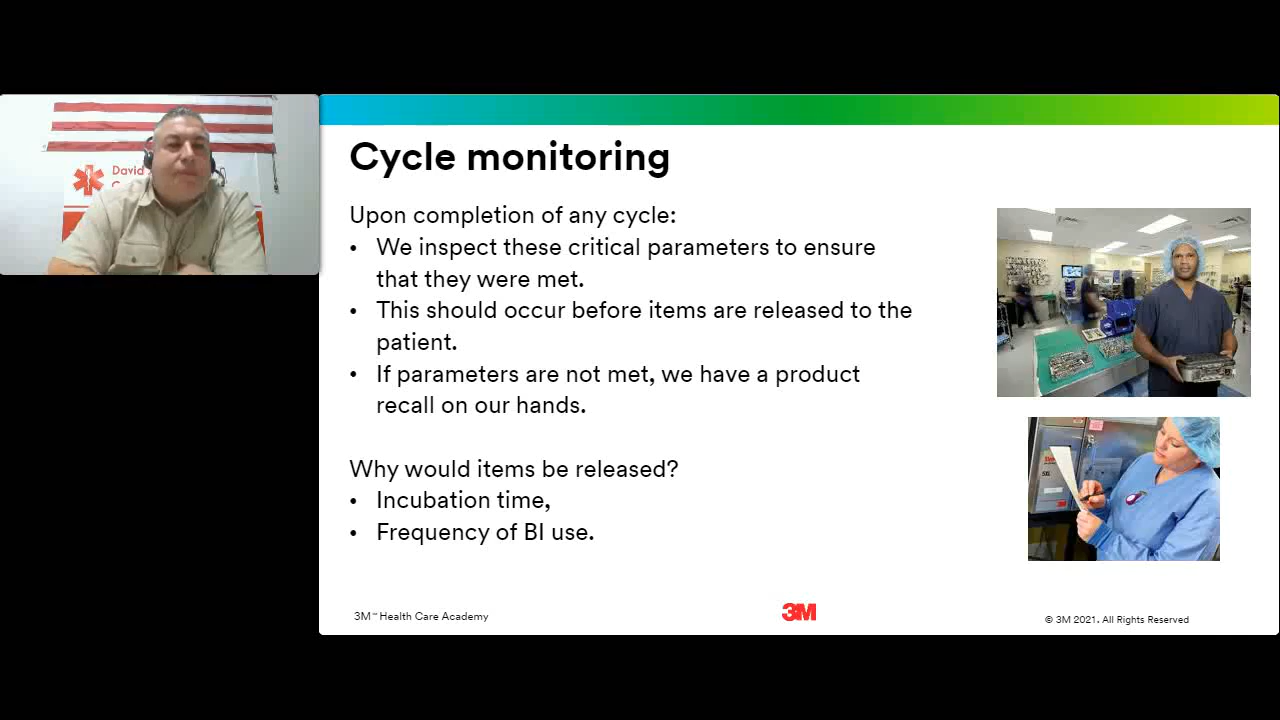 David
Cycle monitoring
Upon completion of any cycle:
• We inspect these critical parameters to ensure
that they were met.
• This should occur before items are released to the
patient.
• If parameters are not met, we have a product
recall on our hands.
Why would items be released?
• Incubation time,
• Frequency of BI use.
3M™ Health Care Academy
3M
© 3M 2021. All Rights Reserved